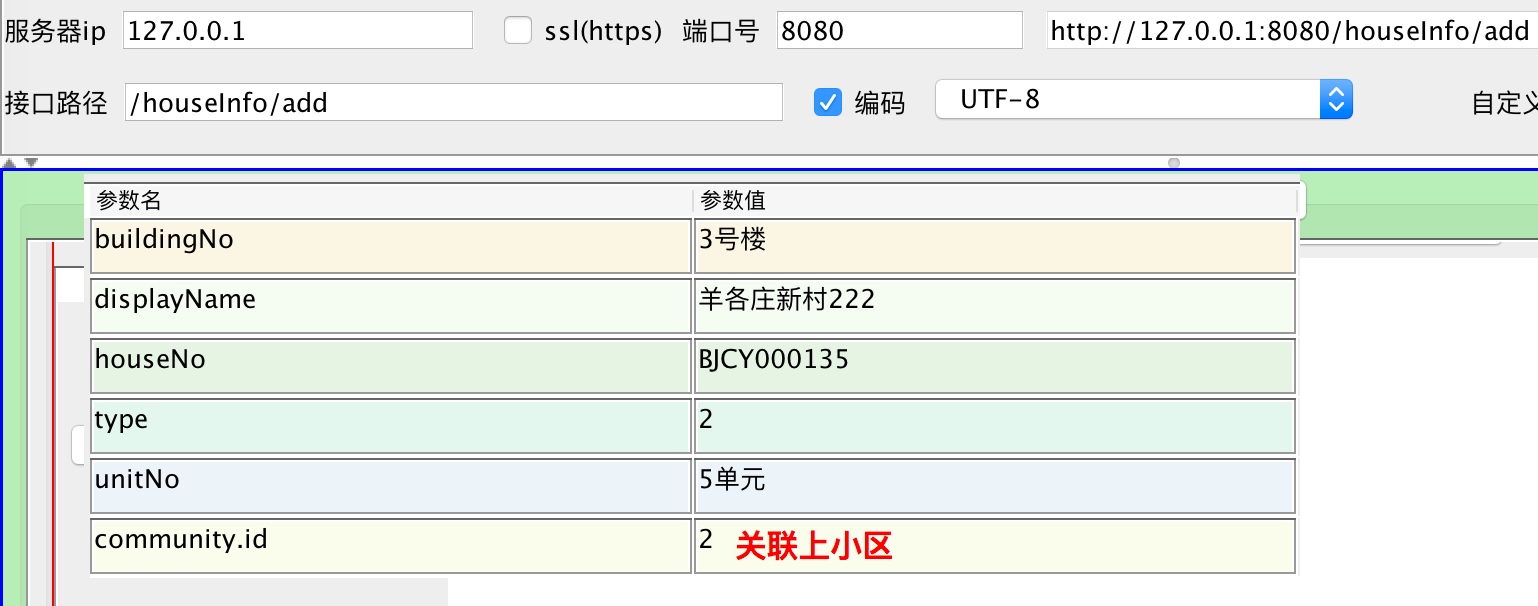 服务器ip 127.0.0.1 ssl(https) 端口号 8080 http://127.0.0.1:8080/houseInfo/add
接口路径 /houseInfo/add 编码 UTF-8 自定义
参数名 参数值
buildingNo 3号楼
displayName 羊各庄新村222
houseNo BJCY000135
type 2
unitNo 5单元
community.id 2 关联上小区